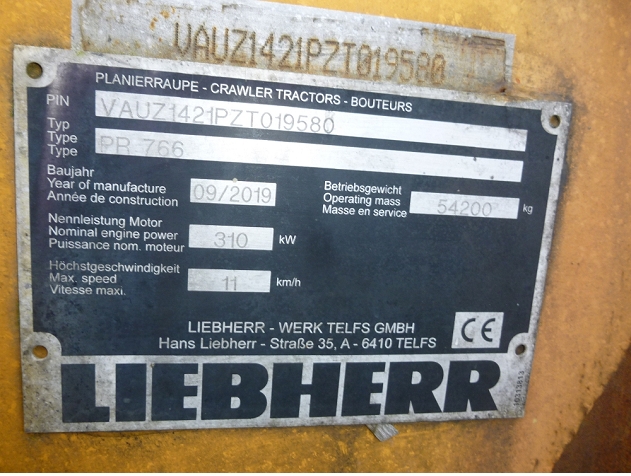 VAUZ1421PZT019580
PLANIERRAUPE - CRAWLER TRACTORS - BOUTEURS
PIN VAUZ1421PZT019580
Typ
Type PR 766
Type
Baujahr
Year of manufacture 09/2019
Année de construction
Betriebsgewicht
Operating mass 54200 kg
Masse en service
Nennleistung Motor
Nominal engine power 310 kW
Puissance nom. moteur
Höchstgeschwindigkeit
Max. speed 11 km/h
Vitesse maxi.
LIEBHERR - WERK TELFS GMBH
Hans Liebherr - Straße 35, A - 6410 TELFS
CE
LIEBHERR